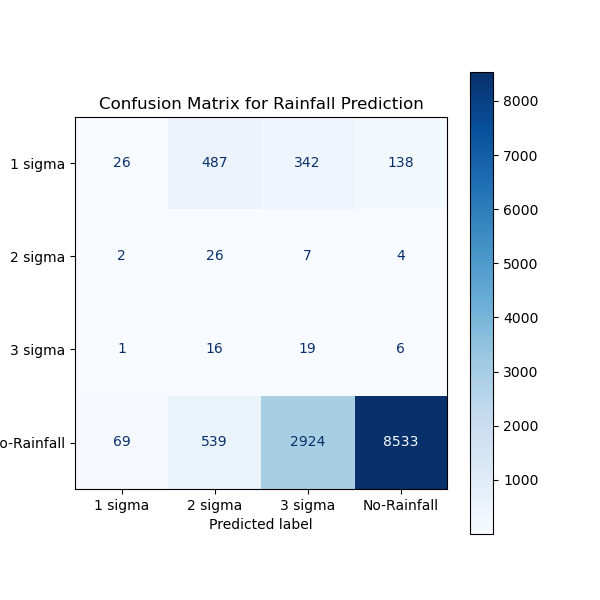 Confusion Matrix for Rainfall Prediction
1 sigma 26 487 342 138
2 sigma 2 26 7 4
3 sigma 1 16 19 6
o-Rainfall 69 539 2924 8533
1 sigma 2 sigma 3 sigma No-Rainfall
Predicted label
8000
7000
6000
5000
4000
3000
2000
1000